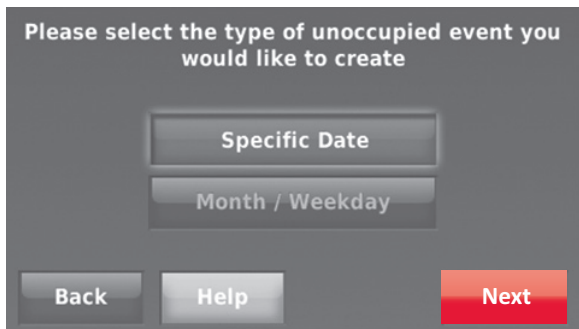 Please select the type of unoccupied event you
would like to create
Specific Date
Month / Weekday
Back
Help
Next